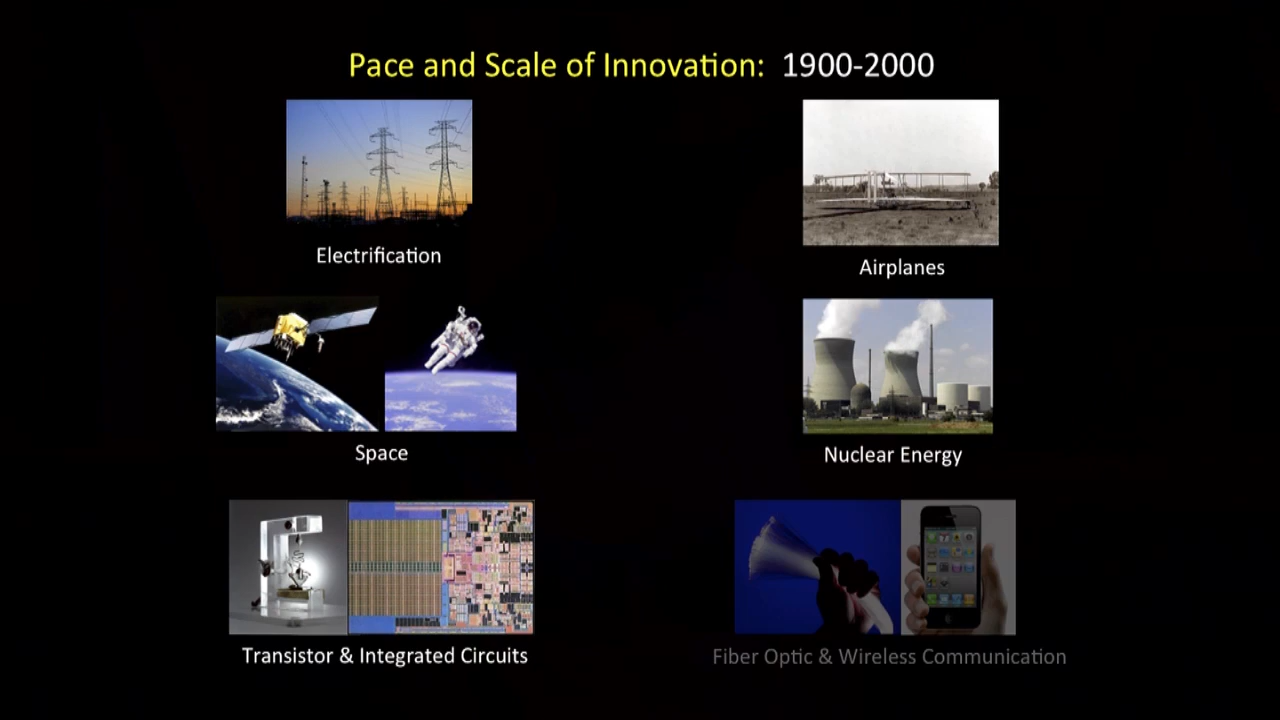 Pace and Scale of Innovation: 1900-2000
Electrification
Airplanes
Space
Nuclear Energy
Transistor & Integrated Circuits
Fiber Optic & Wireless Communication